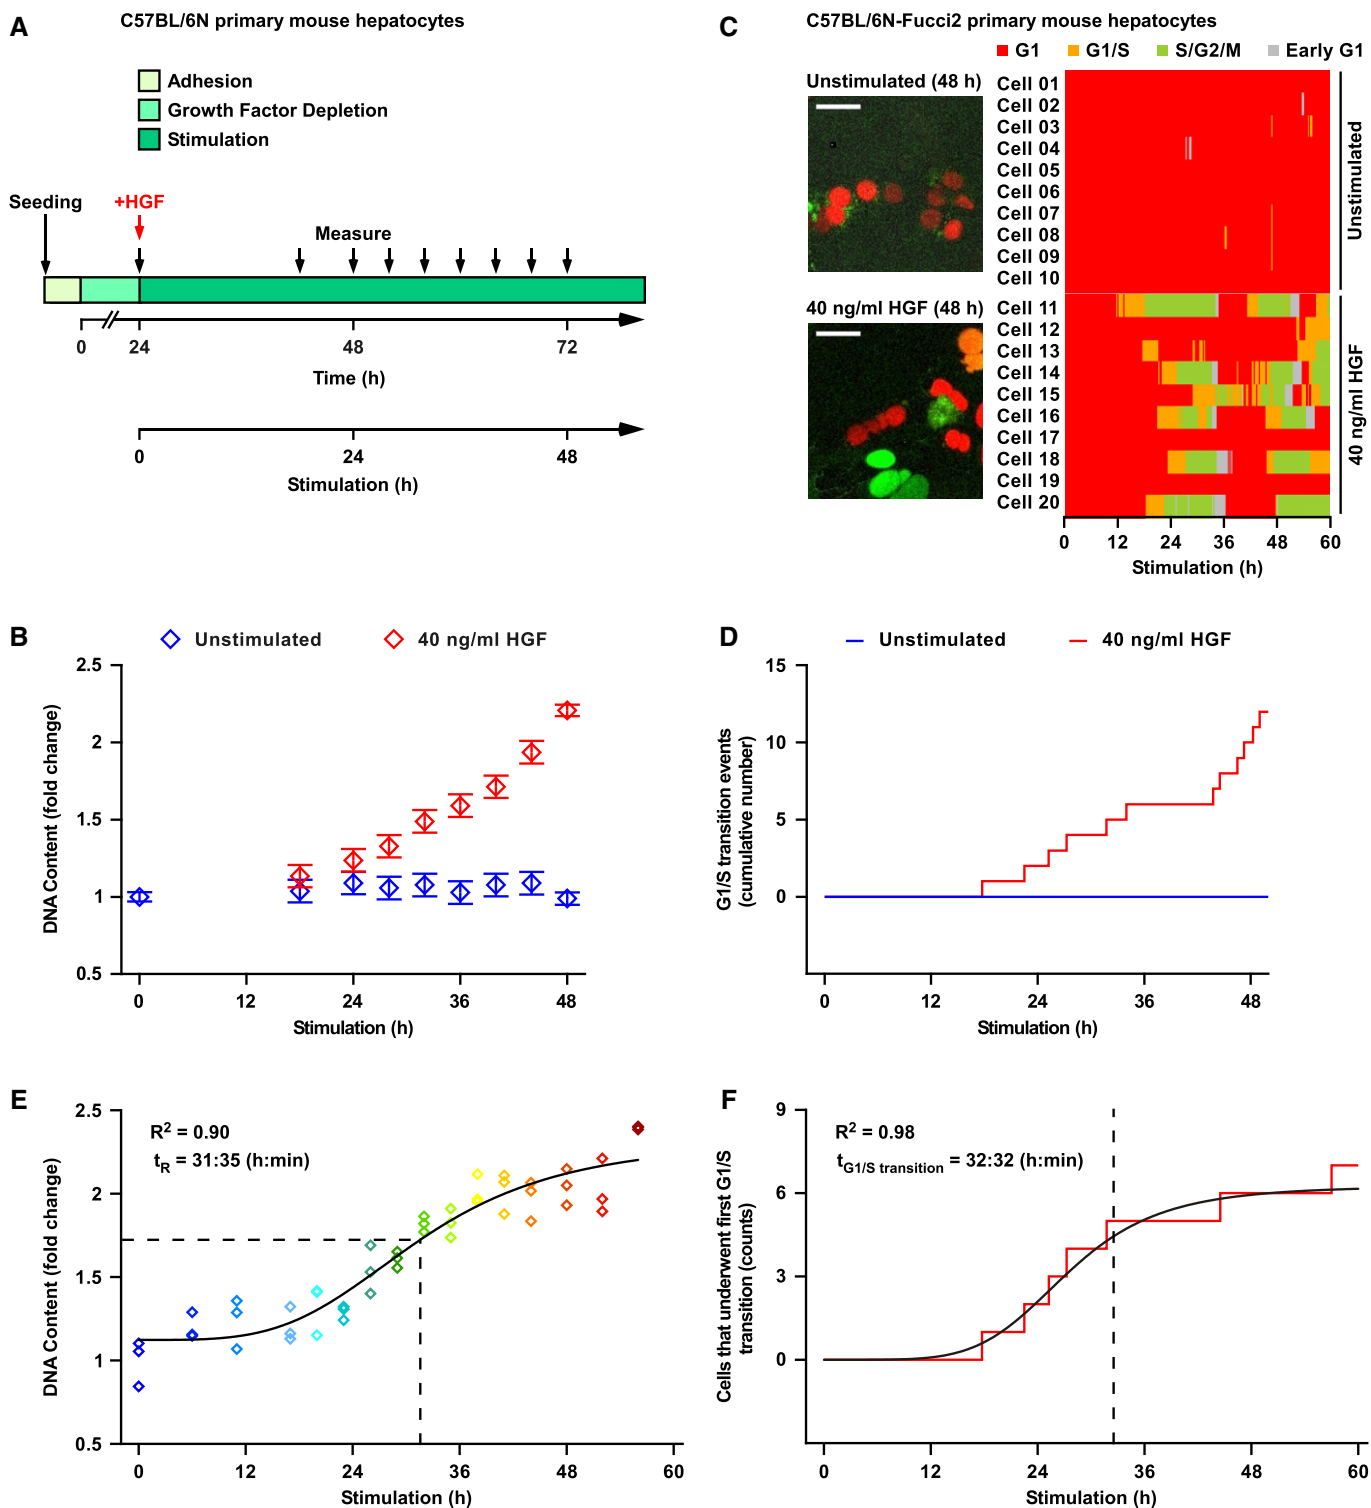 A
C57BL/6N primary mouse hepatocytes
Adhesion
Growth Factor Depletion
Stimulation
Seeding
+HGF
Measure
0 24 48 72
Time (h)
0 24 48
Stimulation (h)
C
C57BL/6N-Fucci2 primary mouse hepatocytes
G1 G1/S S/G2/M Early G1
Unstimulated (48 h)
40 ng/ml HGF (48 h)
Cell 01
Cell 02
Cell 03
Cell 04
Cell 05
Cell 06
Cell 07
Cell 08
Cell 09
Cell 10
Cell 11
Cell 12
Cell 13
Cell 14
Cell 15
Cell 16
Cell 17
Cell 18
Cell 19
Cell 20
Unstimulated
40 ng/ml HGF
0 12 24 36 48 60
Stimulation (h)
B
Unstimulated 40 ng/ml HGF
DNA Content (fold change)
2.5
2
1.5
1
0.5
0 12 24 36 48
Stimulation (h)
D
Unstimulated 40 ng/ml HGF
G1/S transition events
(cumulative number)
15
10
5
0
0 12 24 36 48
Stimulation (h)
E
R2 = 0.90
tR = 31:35 (h:min)
DNA Content (fold change)
2.5
2
1.5
1
0.5
0 12 24 36 48 60
Stimulation (h)
F
R2 = 0.98
tG1/S transition = 32:32 (h:min)
Cells that underwent first G1/S
transition (counts)
9
6
3
0
0 12 24 36 48 60
Stimulation (h)